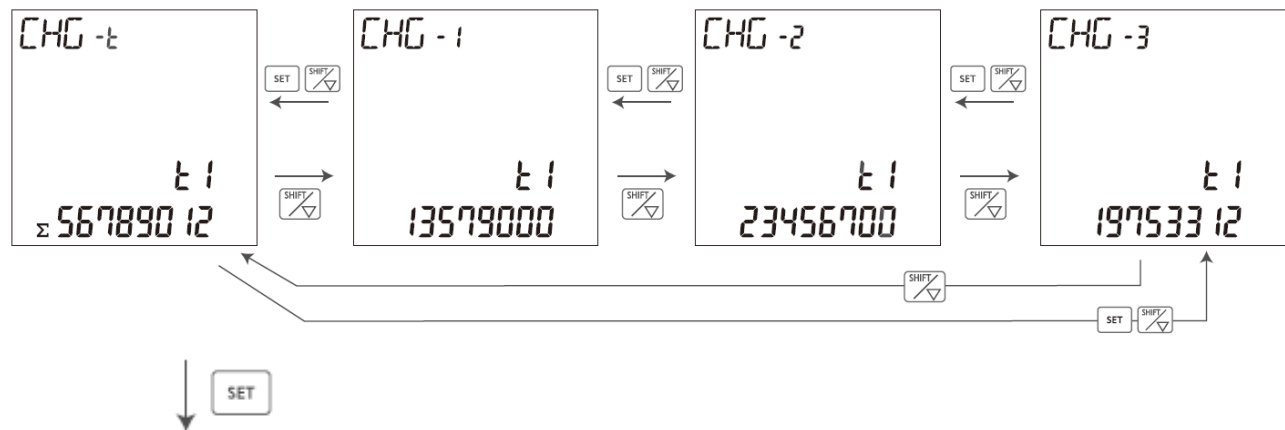 CHG -t
CHG -1
CHG -2
CHG -3
SET SHIFT/▽
SET SHIFT/▽
SET SHIFT/▽
t1
t1
t1
t1
SHIFT/▽
SHIFT/▽
SHIFT/▽
Σ 56789012
13579000
23456700
19753312
SHIFT/▽
SET SHIFT/▽
SET